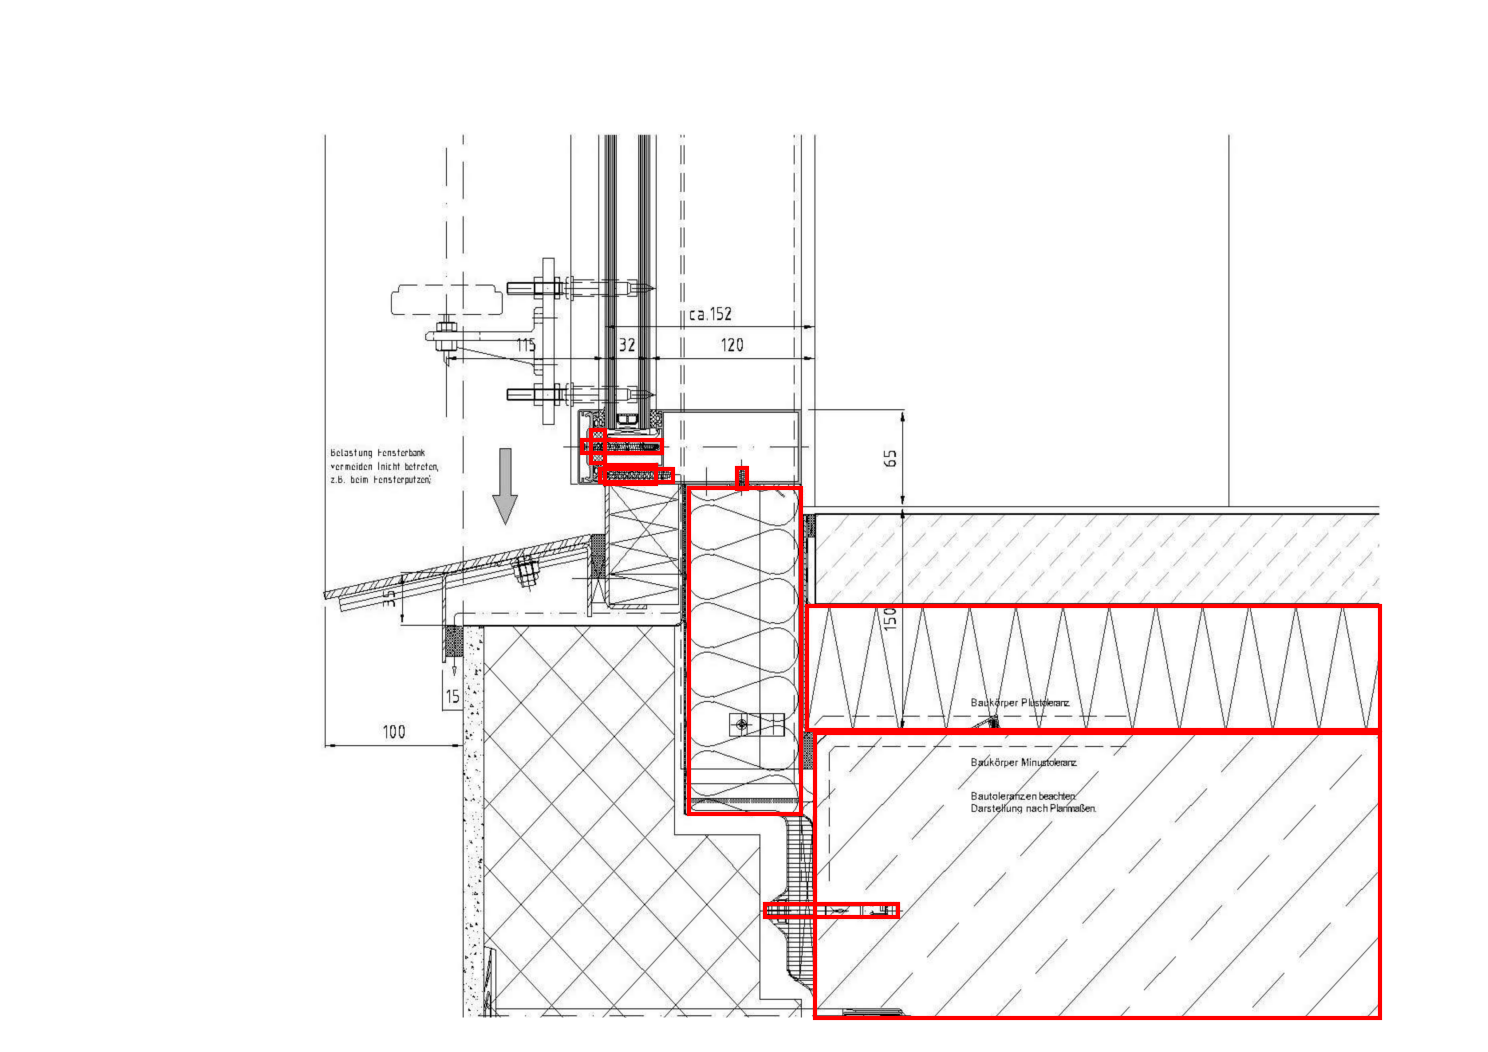 ca.152
115
32
120
Belastung Fensterbank
vermeiden (nicht betreten,
z.B. beim Fensterputzen;
65
35
150
15
100
Baukörper Plustoleranz.
Baukörper Minustoleranz.
Bautoleranzen beachten.
Darstellung nach Planmaßen.